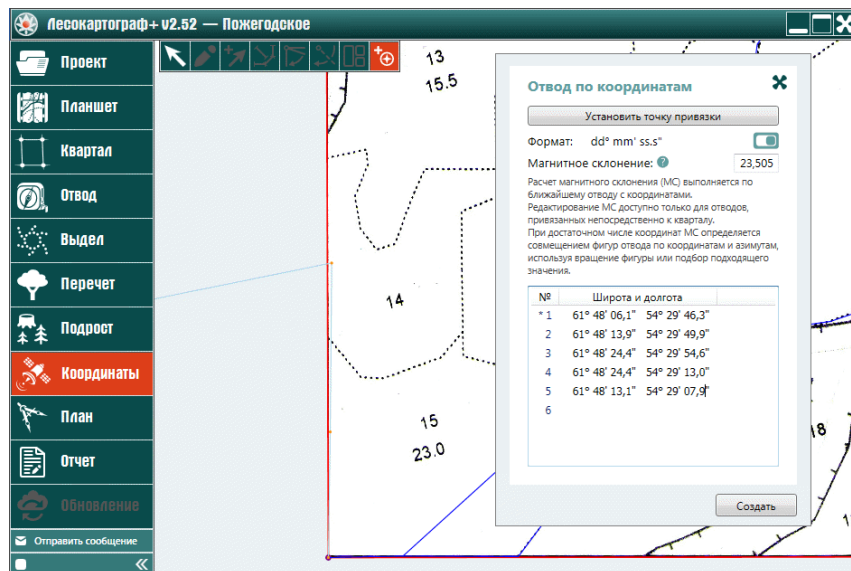 Лесокартограф+ v2.52 — Пожегодское
Проект
Планшет
Квартал
Отвод
Выдел
Перечет
Подрост
Координаты
План
Отчет
Обновление
Отправить сообщение
13
15.5
14
15
23.0
18
Отвод по координатам
Установить точку привязки
Формат: dd° mm' ss.s"
Магнитное склонение: ? 23,505
Расчет магнитного склонения (МС) выполняется по
ближайшему отводу с координатами.
Редактирование МС доступно только для отводов,
привязанных непосредственно к кварталу.
При достаточном числе координат МС определяется
совмещением фигур отвода по координатам и азимутам,
используя вращение фигуры или подбор подходящего
значения.
№ Широта и долгота
* 1 61° 48' 06,1" 54° 29' 46,3"
2 61° 48' 13,9" 54° 29' 49,9"
3 61° 48' 24,4" 54° 29' 54,6"
4 61° 48' 24,4" 54° 29' 13,0"
5 61° 48' 13,1" 54° 29' 07,9"
6
Создать